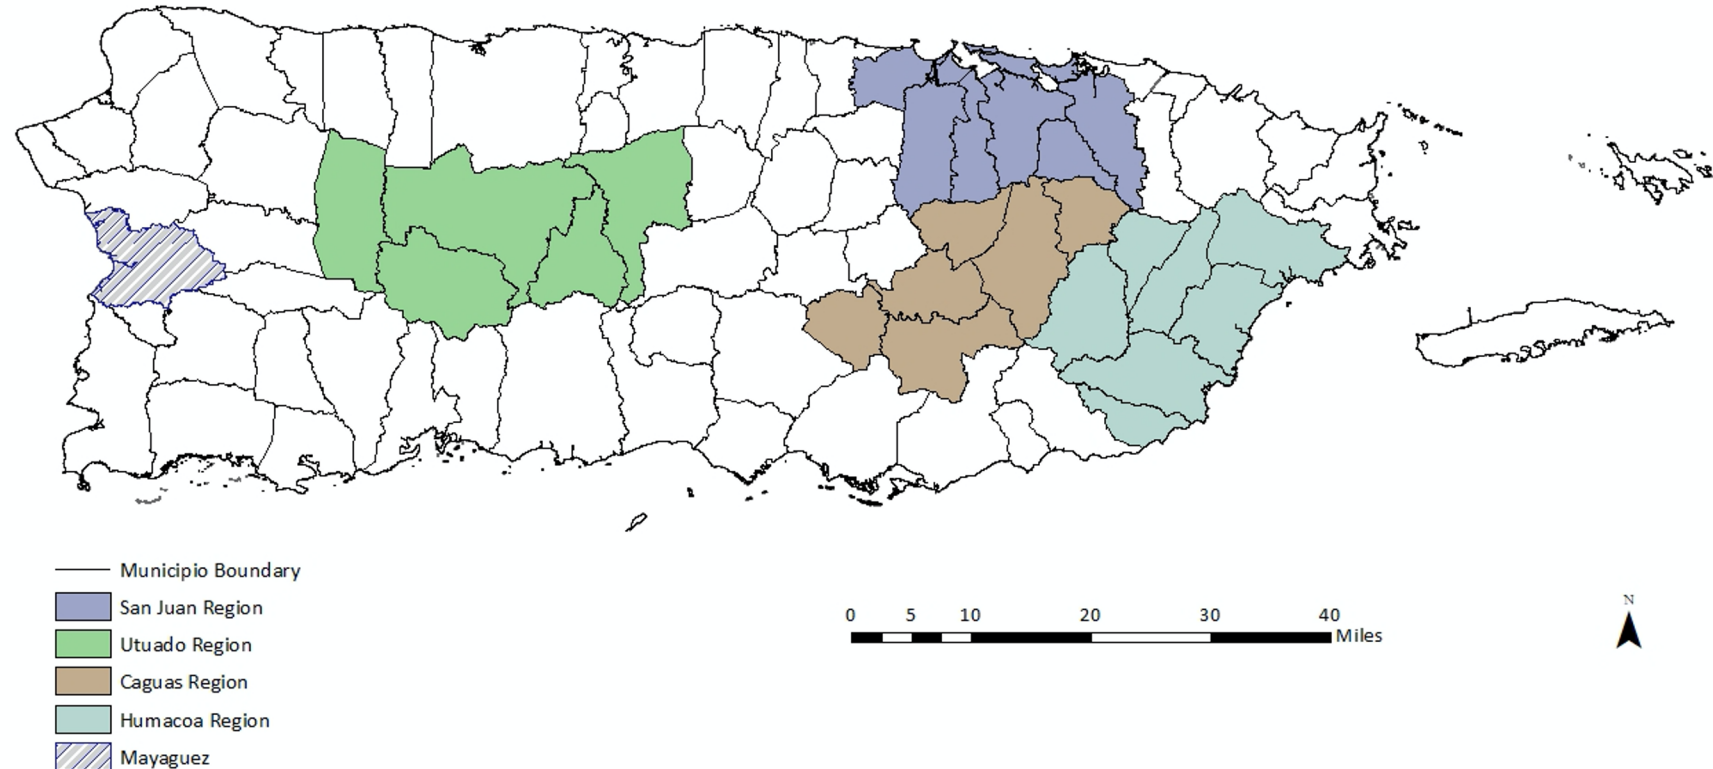 Municipio Boundary
San Juan Region
Utuado Region
Caguas Region
Humacoa Region
Mayaguez
0 5 10 20 30 40
Miles
N